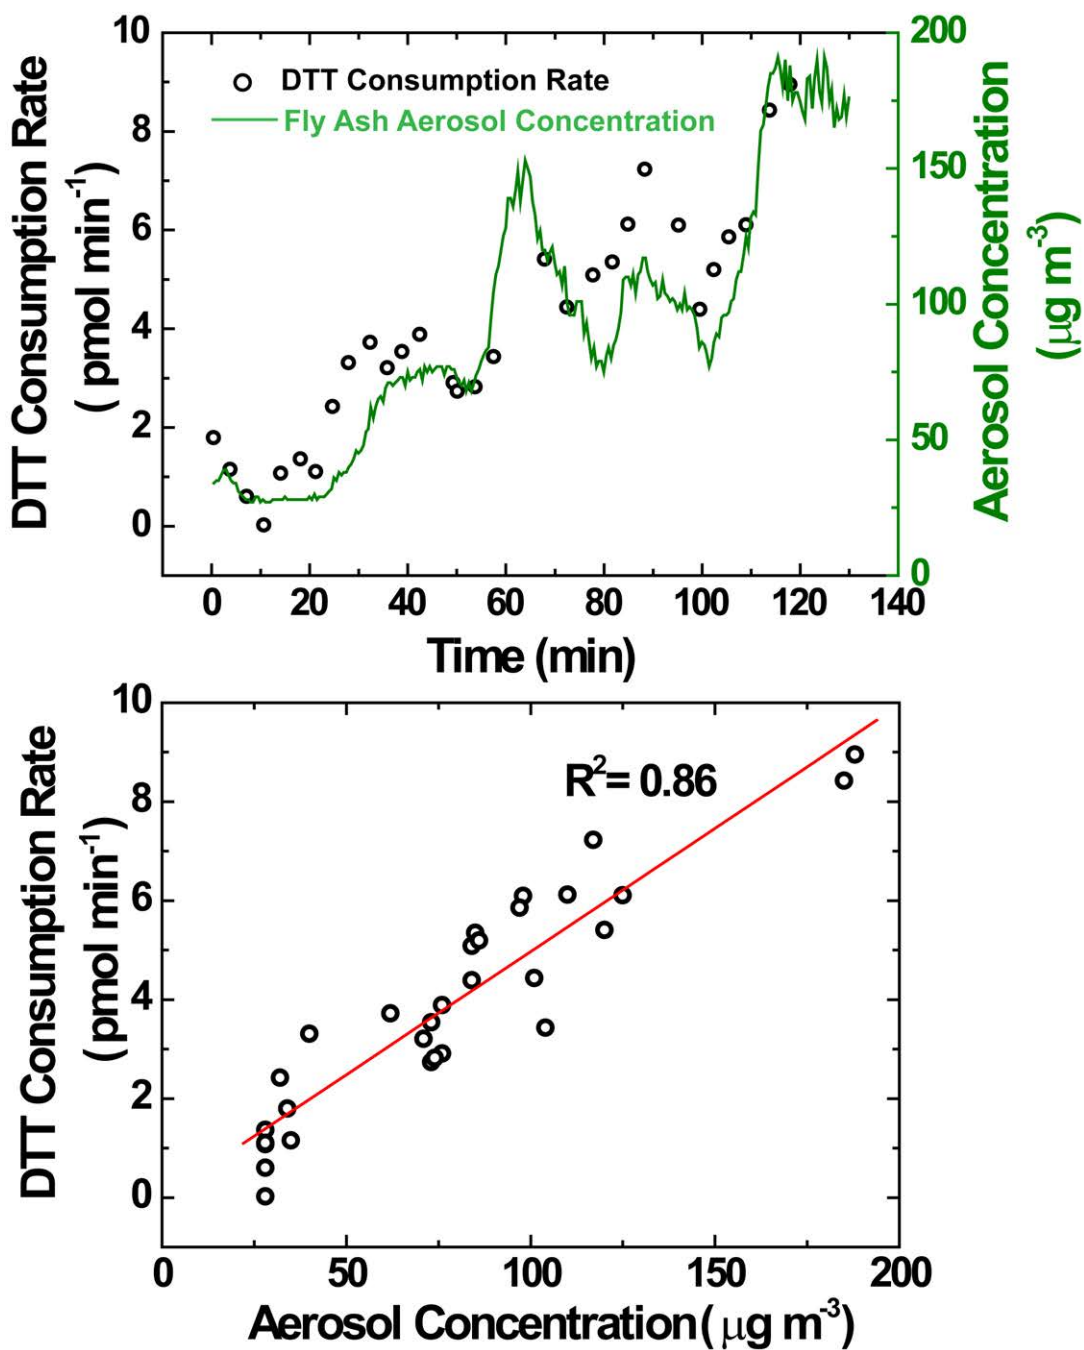 10
8
6
4
2
0
DTT Consumption Rate
( pmol min-1)
DTT Consumption Rate
Fly Ash Aerosol Concentration
200
150
100
50
0
Aerosol Concentration
(μg m-3)
0 20 40 60 80 100 120 140
Time (min)
10
8
6
4
2
0
DTT Consumption Rate
(pmol min-1)
R2= 0.86
0 50 100 150 200
Aerosol Concentration( μg m-3)